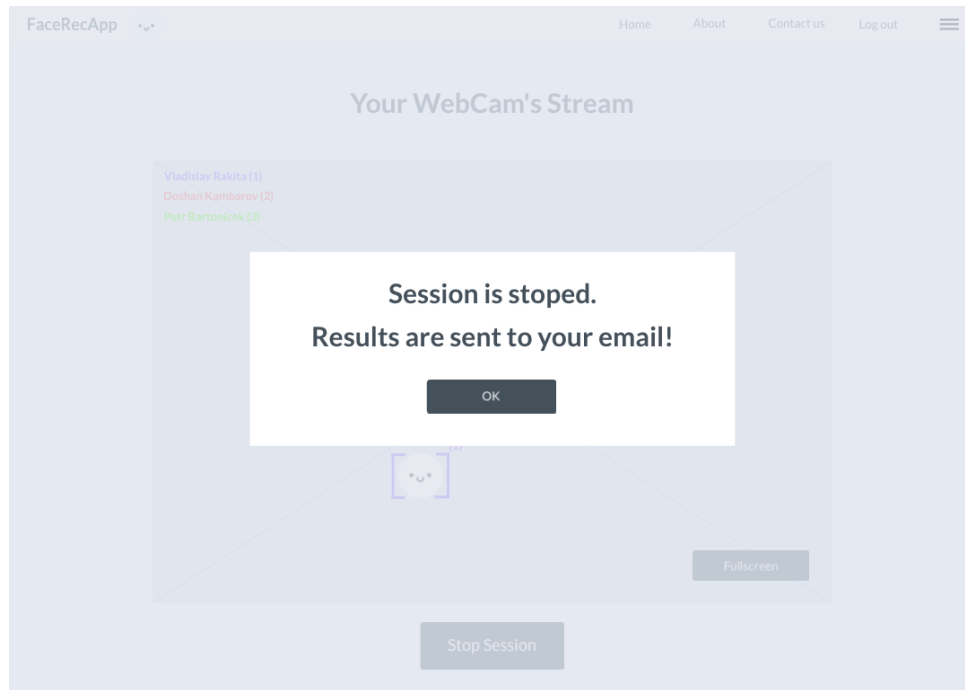 FaceRecApp Home About Contact us Log out
Your WebCam's Stream
Vladislav Rakita (1)
Doshan Kambarov (2)
Petr Bartonicek (3)
Session is stoped.
Results are sent to your email!
OK
(1)
Fullscreen
Stop Session